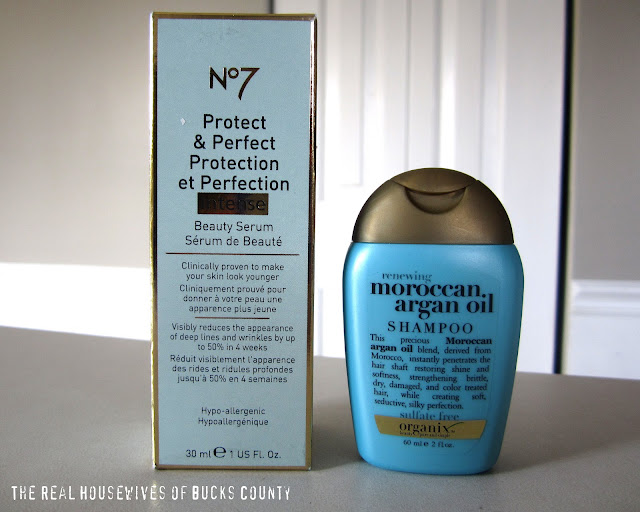 No7
Protect
& Perfect
Protection
et Perfection
Intense
Beauty Serum
Sérum de Beauté
Clinically proven to make
your skin look younger
Cliniquement prouvé pour
donner à votre peau une
apparence plus jeune
Visibly reduces the appearance
of deep lines and wrinkles by up
to 50% in 4 weeks
Réduit visiblement l'apparence
des rides et ridules profondes
jusqu'à 50% en 4 semaines
Hypo-allergenic
Hypoallergénique
30 ml e 1 US Fl. Oz.
renewing
moroccan
argan oil
SHAMPOO
This precious Moroccan
argan oil blend, derived from
Morocco, instantly penetrates the
hair shaft restoring shine and
softness, strengthening brittle,
dry, damaged, and color treated
hair, while creating soft,
seductive, silky perfection.
sulfate free
organix
60 ml e 2 fl. oz.
THE REAL HOUSEWIVES OF BUCKS COUNTY